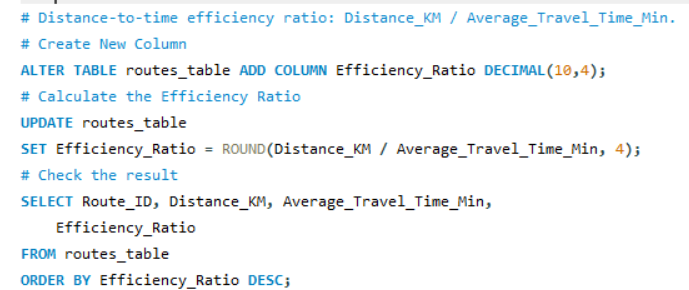 # Distance-to-time efficiency ratio: Distance_KM / Average_Travel_Time_Min.
# Create New Column
ALTER TABLE routes_table ADD COLUMN Efficiency_Ratio DECIMAL(10,4);
# Calculate the Efficiency Ratio
UPDATE routes_table
SET Efficiency_Ratio = ROUND(Distance_KM / Average_Travel_Time_Min, 4);
# Check the result
SELECT Route_ID, Distance_KM, Average_Travel_Time_Min,
    Efficiency_Ratio
FROM routes_table
ORDER BY Efficiency_Ratio DESC;